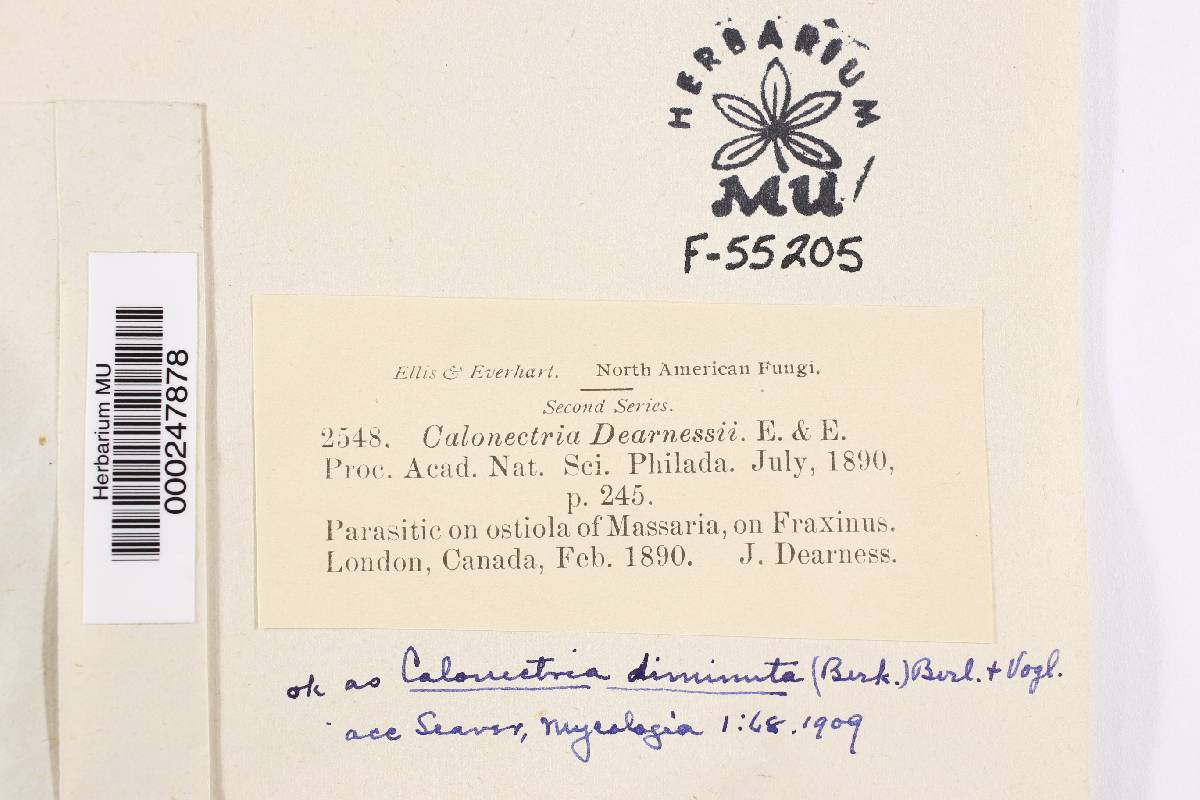 HERBARIUM
MU
F-55205
Herbarium MU
000247878
Ellis & Everhart. North American Fungi.
Second Series.
2548. Calonectria Dearnessii. E. & E.
Proc. Acad. Nat. Sci. Philada. July, 1890,
p. 245.
Parasitic on ostiola of Massaria, on Fraxinus.
London, Canada, Feb. 1890. J. Dearness.
ok as Calonectria diminuta (Berk.) Berl. + Vogl.
acc Seaver, Mycologia 1:68.1909